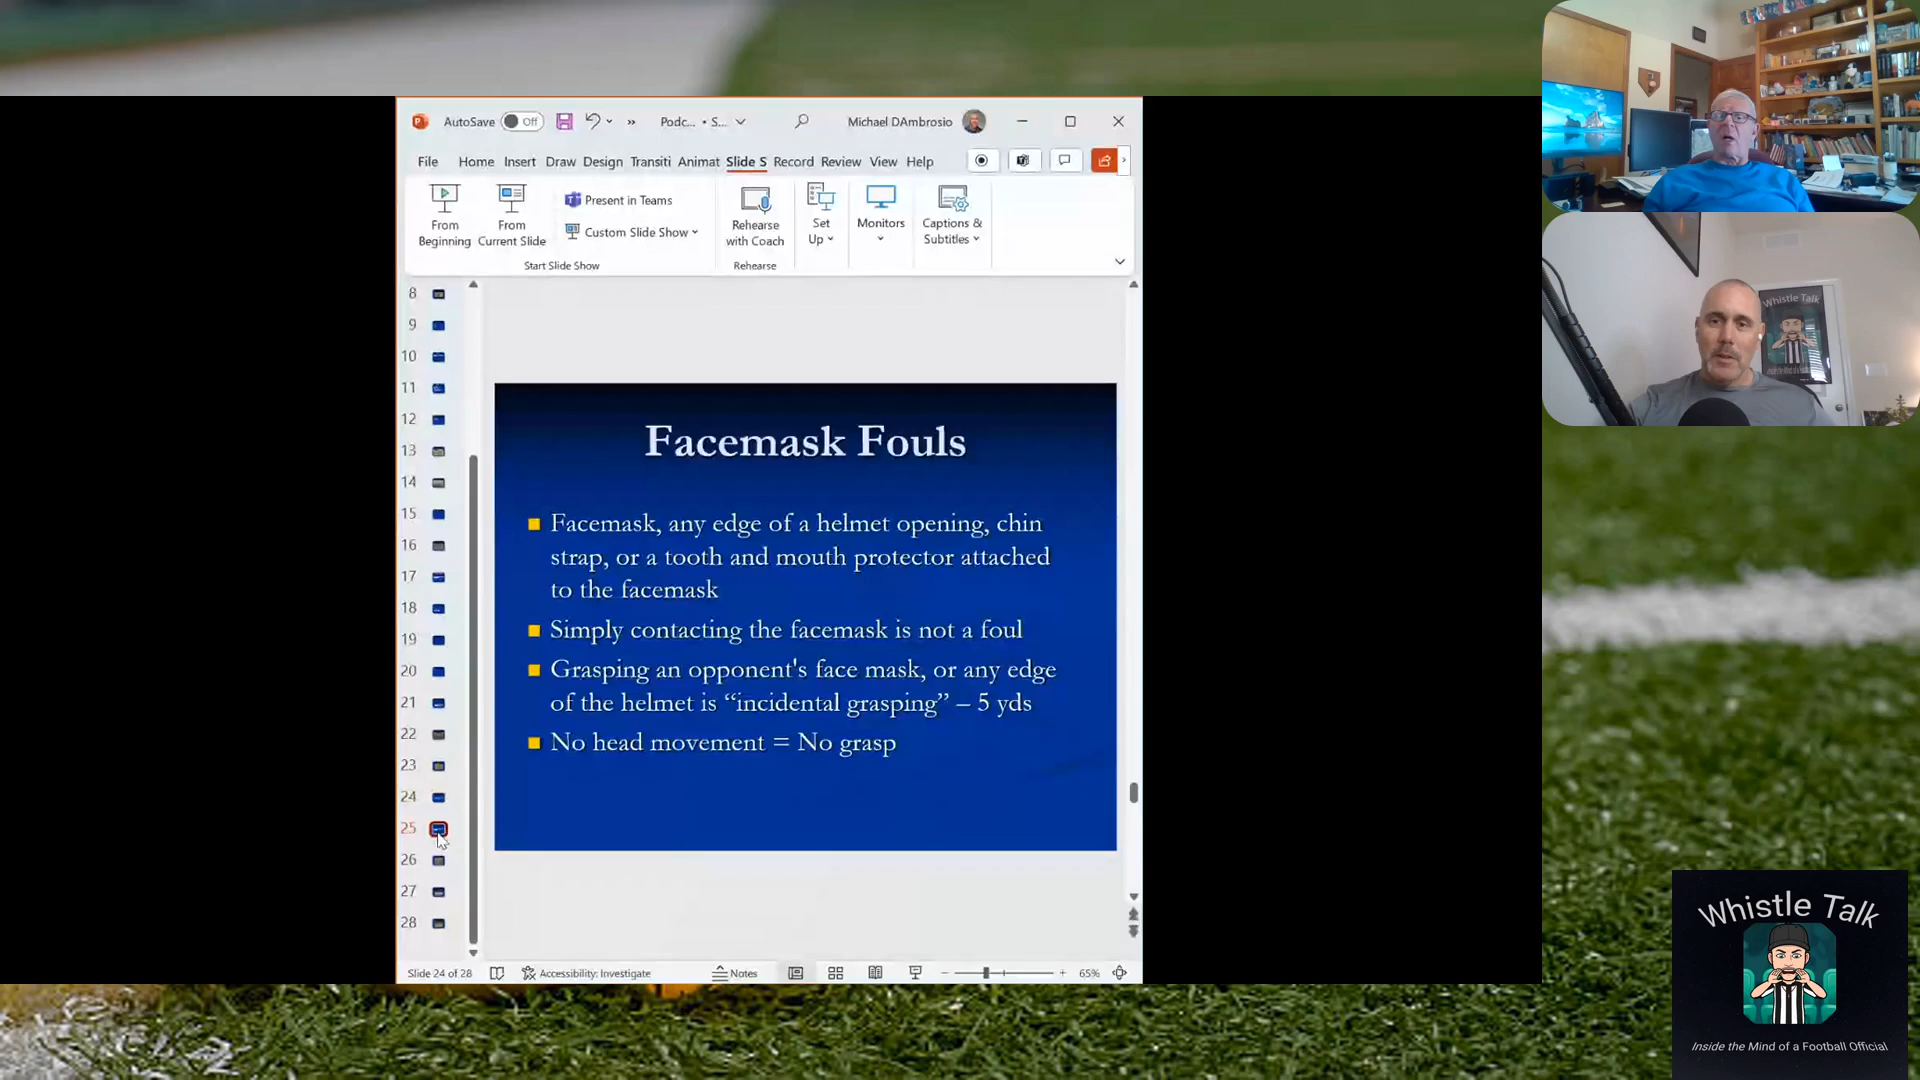 AutoSave Off » Podc... • S... Michael DAmbrosio
File Home Insert Draw Design Transiti Animat Slide S Record Review View Help
From Beginning
From Current Slide
Present in Teams
Custom Slide Show
Start Slide Show
Rehearse with Coach
Rehearse
Set Up
Monitors
Captions & Subtitles
8
9
10
11
12
13
14
15
16
17
18
19
20
21
22
23
24
25
26
27
28
Facemask Fouls
Facemask, any edge of a helmet opening, chin
strap, or a tooth and mouth protector attached
to the facemask
Simply contacting the facemask is not a foul
Grasping an opponent's face mask, or any edge
of the helmet is “incidental grasping” – 5 yds
No head movement = No grasp
Slide 24 of 28 Accessibility: Investigate Notes 65%
Whistle Talk
Whistle Talk
Inside the Mind of a Football Official